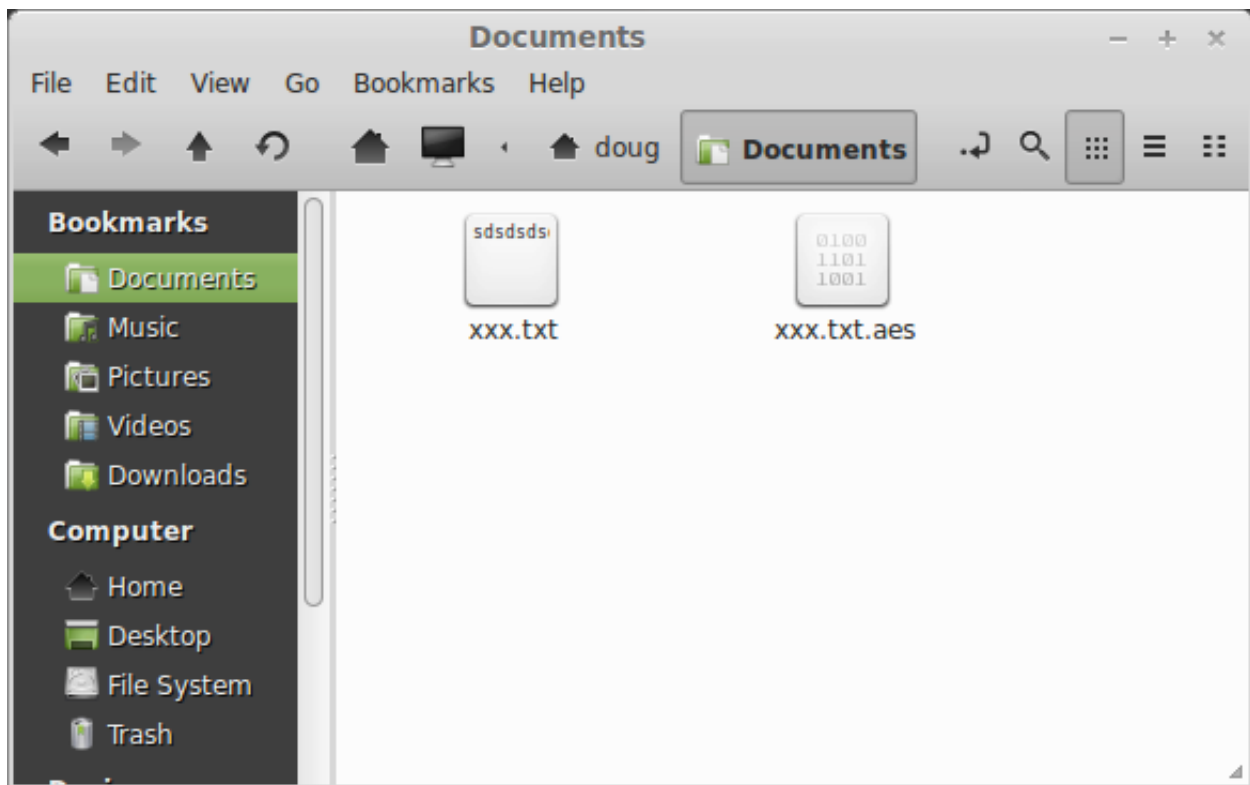 Documents
File Edit View Go Bookmarks Help
doug Documents
Bookmarks
Documents
Music
Pictures
Videos
Downloads
Computer
Home
Desktop
File System
Trash
sdsdsds
xxx.txt
0100
1101
1001
xxx.txt.aes